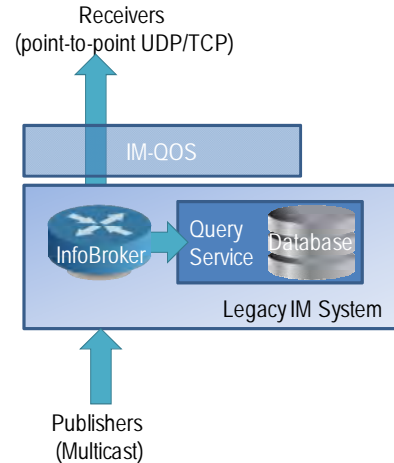 Receivers
(point-to-point UDP/TCP)
IM-QOS
InfoBroker
Query
Service
Database
Legacy IM System
Publishers
(Multicast)